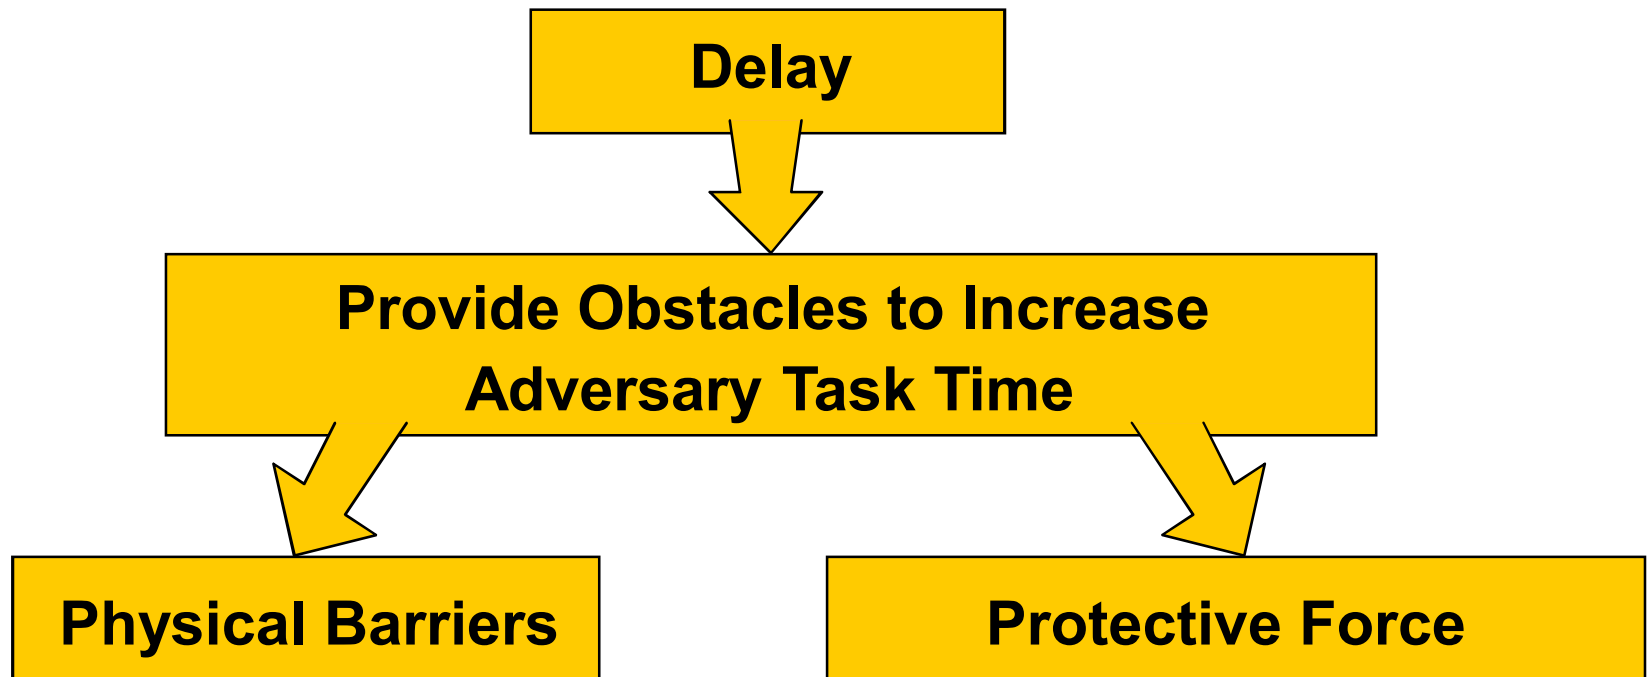 Delay
Provide Obstacles to Increase
Adversary Task Time
Physical Barriers
Protective Force